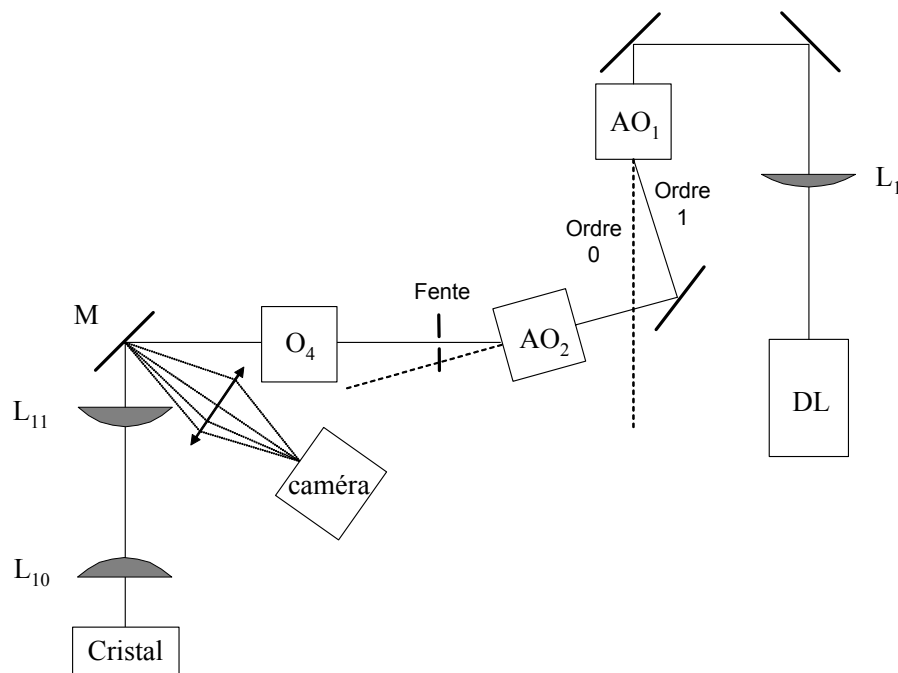 AO₁
L₁
Ordre
1
Ordre
0
Fente
M
O₄
AO₂
DL
L₁₁
caméra
L₁₀
Cristal